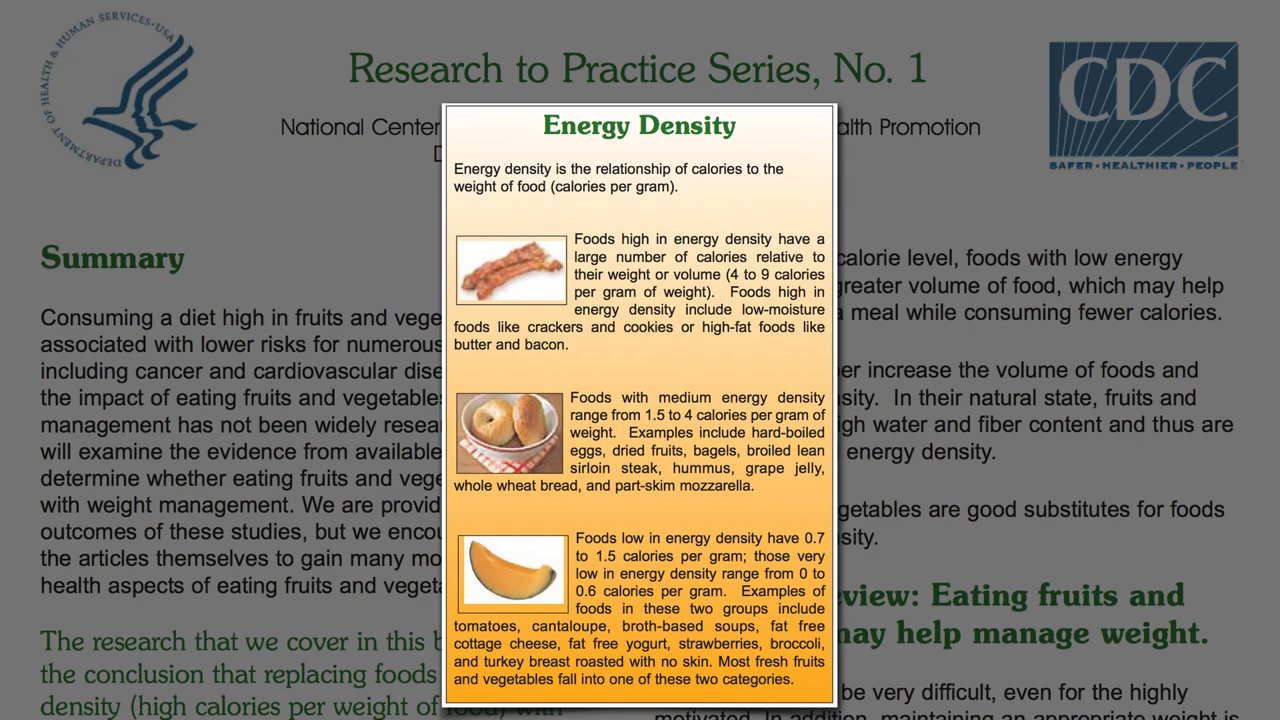 DEPARTMENT OF HEALTH & HUMAN SERVICES • USA
Research to Practice Series, No. 1
CDC
SAFER • HEALTHIER • PEOPLE
National Center
alth Promotion
Summary
Consuming a diet high in fruits and vege
associated with lower risks for numerous
including cancer and cardiovascular dise
the impact of eating fruits and vegetables
management has not been widely resear
will examine the evidence from available
determine whether eating fruits and vege
with weight management. We are provid
outcomes of these studies, but we encou
the articles themselves to gain many mo
health aspects of eating fruits and vegeta
The research that we cover in this b
the conclusion that replacing foods
density (high calories per weight of food) with
Energy Density
Energy density is the relationship of calories to the
weight of food (calories per gram).
Foods high in energy density have a
large number of calories relative to
their weight or volume (4 to 9 calories
per gram of weight). Foods high in
energy density include low-moisture
foods like crackers and cookies or high-fat foods like
butter and bacon.
Foods with medium energy density
range from 1.5 to 4 calories per gram of
weight. Examples include hard-boiled
eggs, dried fruits, bagels, broiled lean
sirloin steak, hummus, grape jelly,
whole wheat bread, and part-skim mozzarella.
Foods low in energy density have 0.7
to 1.5 calories per gram; those very
low in energy density range from 0 to
0.6 calories per gram. Examples of
foods in these two groups include
tomatoes, cantaloupe, broth-based soups, fat free
cottage cheese, fat free yogurt, strawberries, broccoli,
and turkey breast roasted with no skin. Most fresh fruits
and vegetables fall into one of these two categories.
calorie level, foods with low energy
greater volume of food, which may help
a meal while consuming fewer calories.
er increase the volume of foods and
sity. In their natural state, fruits and
gh water and fiber content and thus are
energy density.
getables are good substitutes for foods
sity.
view: Eating fruits and
may help manage weight.
be very difficult, even for the highly
motivated. In addition, maintaining an appropriate weight is